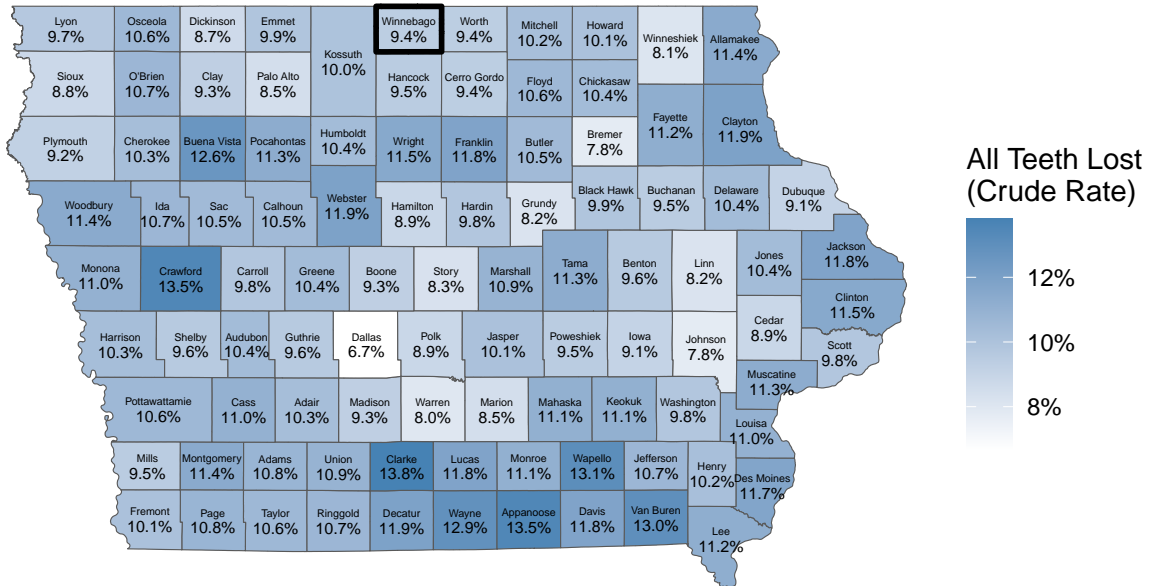 Lyon
9.7%
Osceola
10.6%
Dickinson
8.7%
Emmet
9.9%
Kossuth
10.0%
Winnebago
9.4%
Worth
9.4%
Mitchell
10.2%
Howard
10.1%
Winneshiek
8.1%
Allamakee
11.4%
Sioux
8.8%
O'Brien
10.7%
Clay
9.3%
Palo Alto
8.5%
Hancock
9.5%
Cerro Gordo
9.4%
Floyd
10.6%
Chickasaw
10.4%
Fayette
11.2%
Clayton
11.9%
Plymouth
9.2%
Cherokee
10.3%
Buena Vista
12.6%
Pocahontas
11.3%
Humboldt
10.4%
Wright
11.5%
Franklin
11.8%
Butler
10.5%
Bremer
7.8%
Woodbury
11.4%
Ida
10.7%
Sac
10.5%
Calhoun
10.5%
Webster
11.9%
Hamilton
8.9%
Hardin
9.8%
Grundy
8.2%
Black Hawk
9.9%
Buchanan
9.5%
Delaware
10.4%
Dubuque
9.1%
Monona
11.0%
Crawford
13.5%
Carroll
9.8%
Greene
10.4%
Boone
9.3%
Story
8.3%
Marshall
10.9%
Tama
11.3%
Benton
9.6%
Linn
8.2%
Jones
10.4%
Jackson
11.8%
Clinton
11.5%
Harrison
10.3%
Shelby
9.6%
Audubon
10.4%
Guthrie
9.6%
Dallas
6.7%
Polk
8.9%
Jasper
10.1%
Poweshiek
9.5%
Iowa
9.1%
Johnson
7.8%
Cedar
8.9%
Scott
9.8%
Muscatine
11.3%
Pottawattamie
10.6%
Cass
11.0%
Adair
10.3%
Madison
9.3%
Warren
8.0%
Marion
8.5%
Mahaska
11.1%
Keokuk
11.1%
Washington
9.8%
Louisa
11.0%
Mills
9.5%
Montgomery
11.4%
Adams
10.8%
Union
10.9%
Clarke
13.8%
Lucas
11.8%
Monroe
11.1%
Wapello
13.1%
Jefferson
10.7%
Henry
10.2%
Des Moines
11.7%
Fremont
10.1%
Page
10.8%
Taylor
10.6%
Ringgold
10.7%
Decatur
11.9%
Wayne
12.9%
Appanoose
13.5%
Davis
11.8%
Van Buren
13.0%
Lee
11.2%
All Teeth Lost
(Crude Rate)
12%
10%
8%